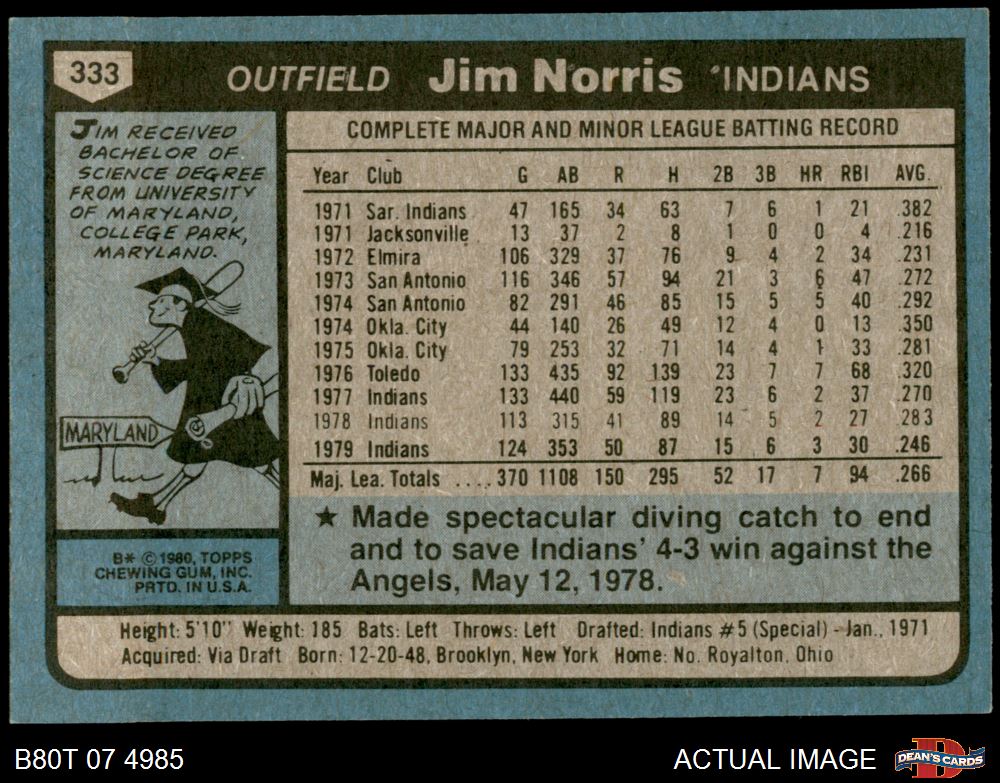 333 OUTFIELD Jim Norris INDIANS
JIM RECEIVED
BACHELOR OF
SCIENCE DEGREE
FROM UNIVERSITY
OF MARYLAND,
COLLEGE PARK,
MARYLAND.
MARYLAND
B* © 1980, TOPPS
CHEWING GUM, INC.
PRTD. IN U.S.A.
COMPLETE MAJOR AND MINOR LEAGUE BATTING RECORD
Year Club G AB R H 2B 3B HR RBI AVG.
1971 Sar. Indians 47 165 34 63 7 6 1 21 .382
1971 Jacksonville 13 37 2 8 1 0 0 4 .216
1972 Elmira 106 329 37 76 9 4 2 34 .231
1973 San Antonio 116 346 57 94 21 3 6 47 .272
1974 San Antonio 82 291 46 85 15 5 5 40 .292
1974 Okla. City 44 140 26 49 12 4 0 13 .350
1975 Okla. City 79 253 32 71 14 4 1 33 .281
1976 Toledo 133 435 92 139 23 7 7 68 .320
1977 Indians 133 440 59 119 23 6 2 37 .270
1978 Indians 113 315 41 89 14 5 2 27 .283
1979 Indians 124 353 50 87 15 6 3 30 .246
Maj. Lea. Totals .... 370 1108 150 295 52 17 7 94 .266
★ Made spectacular diving catch to end
and to save Indians' 4-3 win against the
Angels, May 12, 1978.
Height: 5'10" Weight: 185 Bats: Left Throws: Left Drafted: Indians #5 (Special) - Jan., 1971
Acquired: Via Draft Born: 12-20-48, Brooklyn, New York Home: No. Royalton, Ohio
B80T 07 4985 ACTUAL IMAGE D DEAN'S CARDS